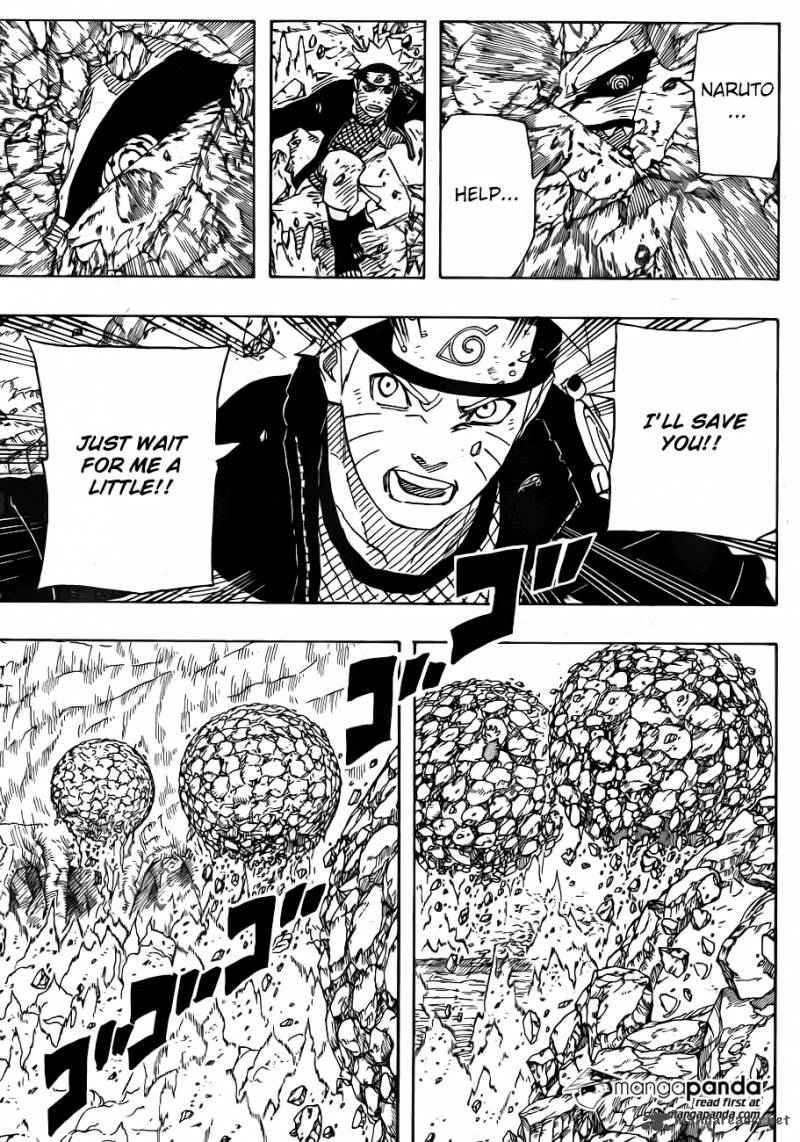 NARUTO
...
HELP...
I'LL SAVE
YOU!!
JUST WAIT
FOR ME A
LITTLE!!
ゴゴ
ゴゴゴ
mangapanda
read first at
mangapanda.com